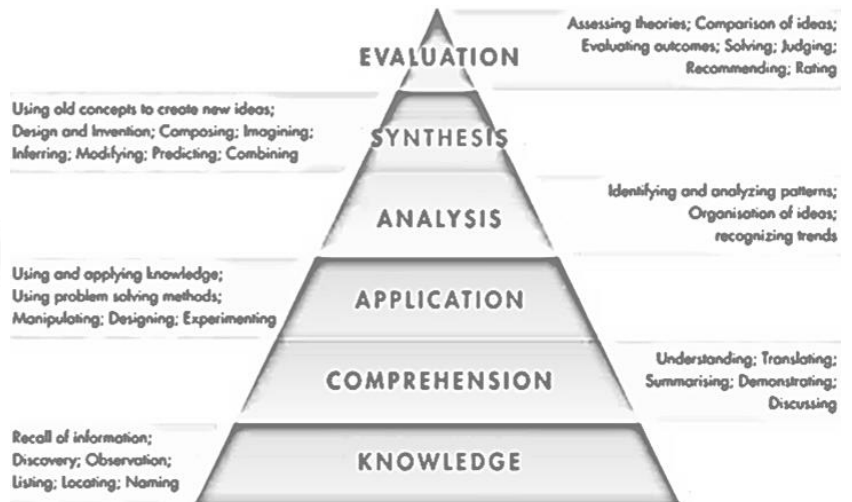 Assessing theories; Comparison of ideas;
Evaluating outcomes; Solving; Judging;
Recommending; Rating
EVALUATION
Using old concepts to create new ideas;
Design and Invention; Composing; Imagining;
Inferring; Modifying; Predicting; Combining
SYNTHESIS
Identifying and analyzing patterns;
Organisation of ideas;
recognizing trends
ANALYSIS
Using and applying knowledge;
Using problem solving methods;
Manipulating; Designing; Experimenting
APPLICATION
Understanding; Translating;
Summarising; Demonstrating;
Discussing
COMPREHENSION
Recall of information;
Discovery; Observation;
Listing; Locating; Naming
KNOWLEDGE